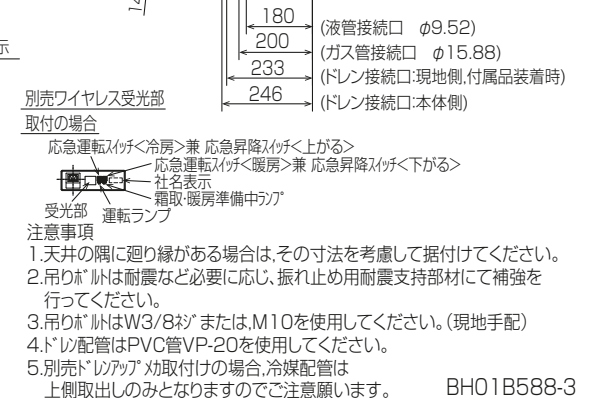 180 (液管接続口 φ9.52)
200 (ガス管接続口 φ15.88)
示
233 (ドレン接続口:現地側,付属品装着時)
246 (ドレン接続口:本体側)
別売ワイヤレス受光部
取付の場合
応急運転スイッチ<冷房>兼 応急昇降スイッチ<上がる>
応急運転スイッチ<暖房>兼 応急昇降スイッチ<下がる>
社名表示
霜取・暖房準備中ランプ
受光部 運転ランプ
注意事項
1.天井の隅に廻り縁がある場合は,その寸法を考慮して据付けてください。
2.吊りボルトは耐震など必要に応じ、振れ止め用耐震支持部材にて補強を
行ってください。
3.吊りボルトはW3/8ネジまたは,M10を使用してください。(現地手配)
4.ドレン配管はPVC管VP-20を使用してください。
5.別売ドレンアップメカ取付けの場合,冷媒配管は
上側取出しのみとなりますのでご注意願います。 BH01B588-3